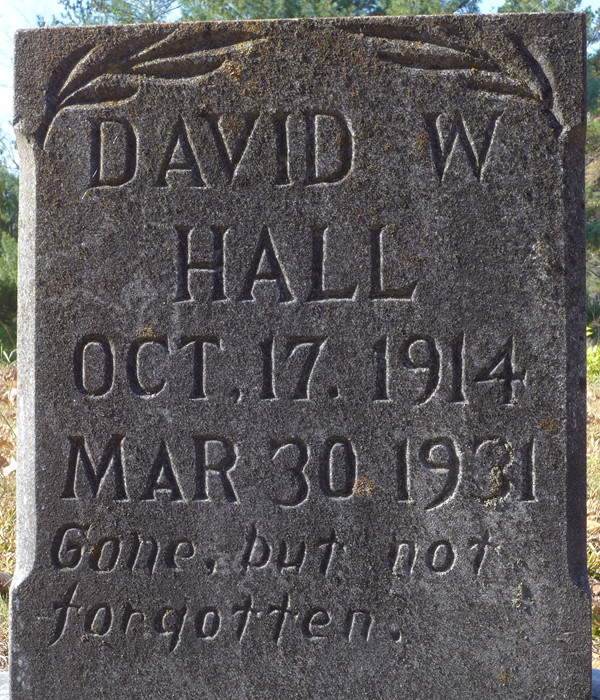 DAVID W
HALL
OCT. 17. 1914
MAR 30 1931
Gone, but not
forgotten.